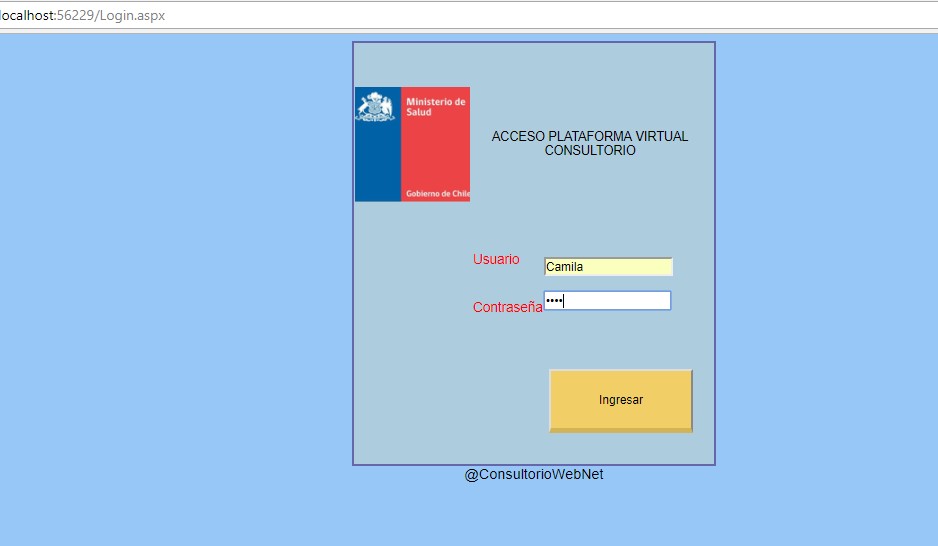 localhost:56229/Login.aspx
Ministerio de
Salud
Gobierno de Chile
ACCESO PLATAFORMA VIRTUAL
CONSULTORIO
Usuario
Camila
Contraseña
••••
Ingresar
@ConsultorioWebNet